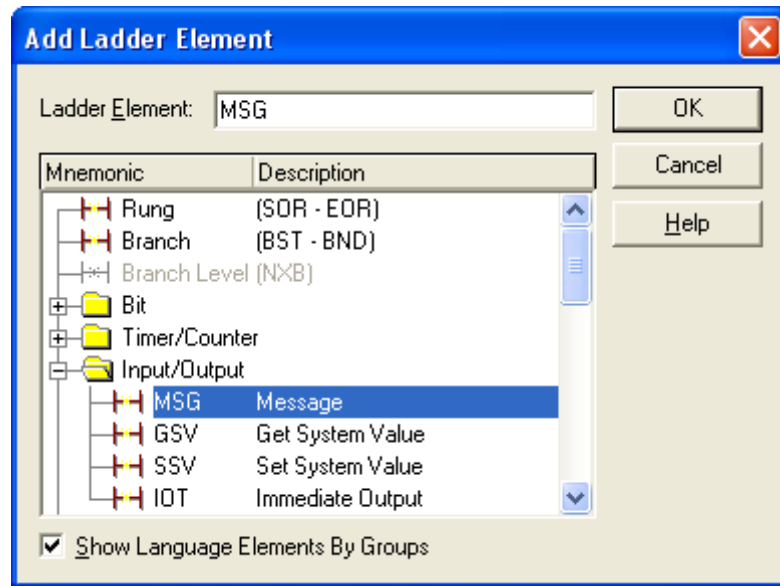 Add Ladder Element
Ladder Element: MSG
OK
Cancel
Help
Mnemonic Description
Rung (SOR - EOR)
Branch (BST - BND)
Branch Level (NXB)
Bit
Timer/Counter
Input/Output
MSG Message
GSV Get System Value
SSV Set System Value
IOT Immediate Output
Show Language Elements By Groups